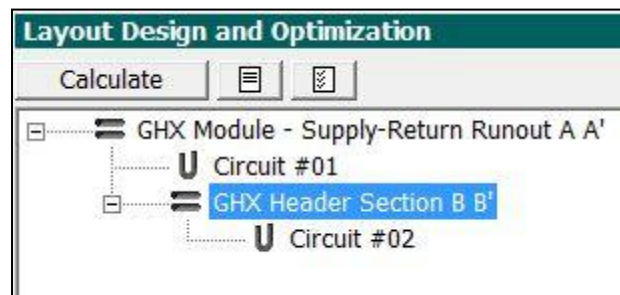 Layout Design and Optimization
Calculate
GHX Module - Supply-Return Runout A A'
Circuit #01
GHX Header Section B B'
Circuit #02